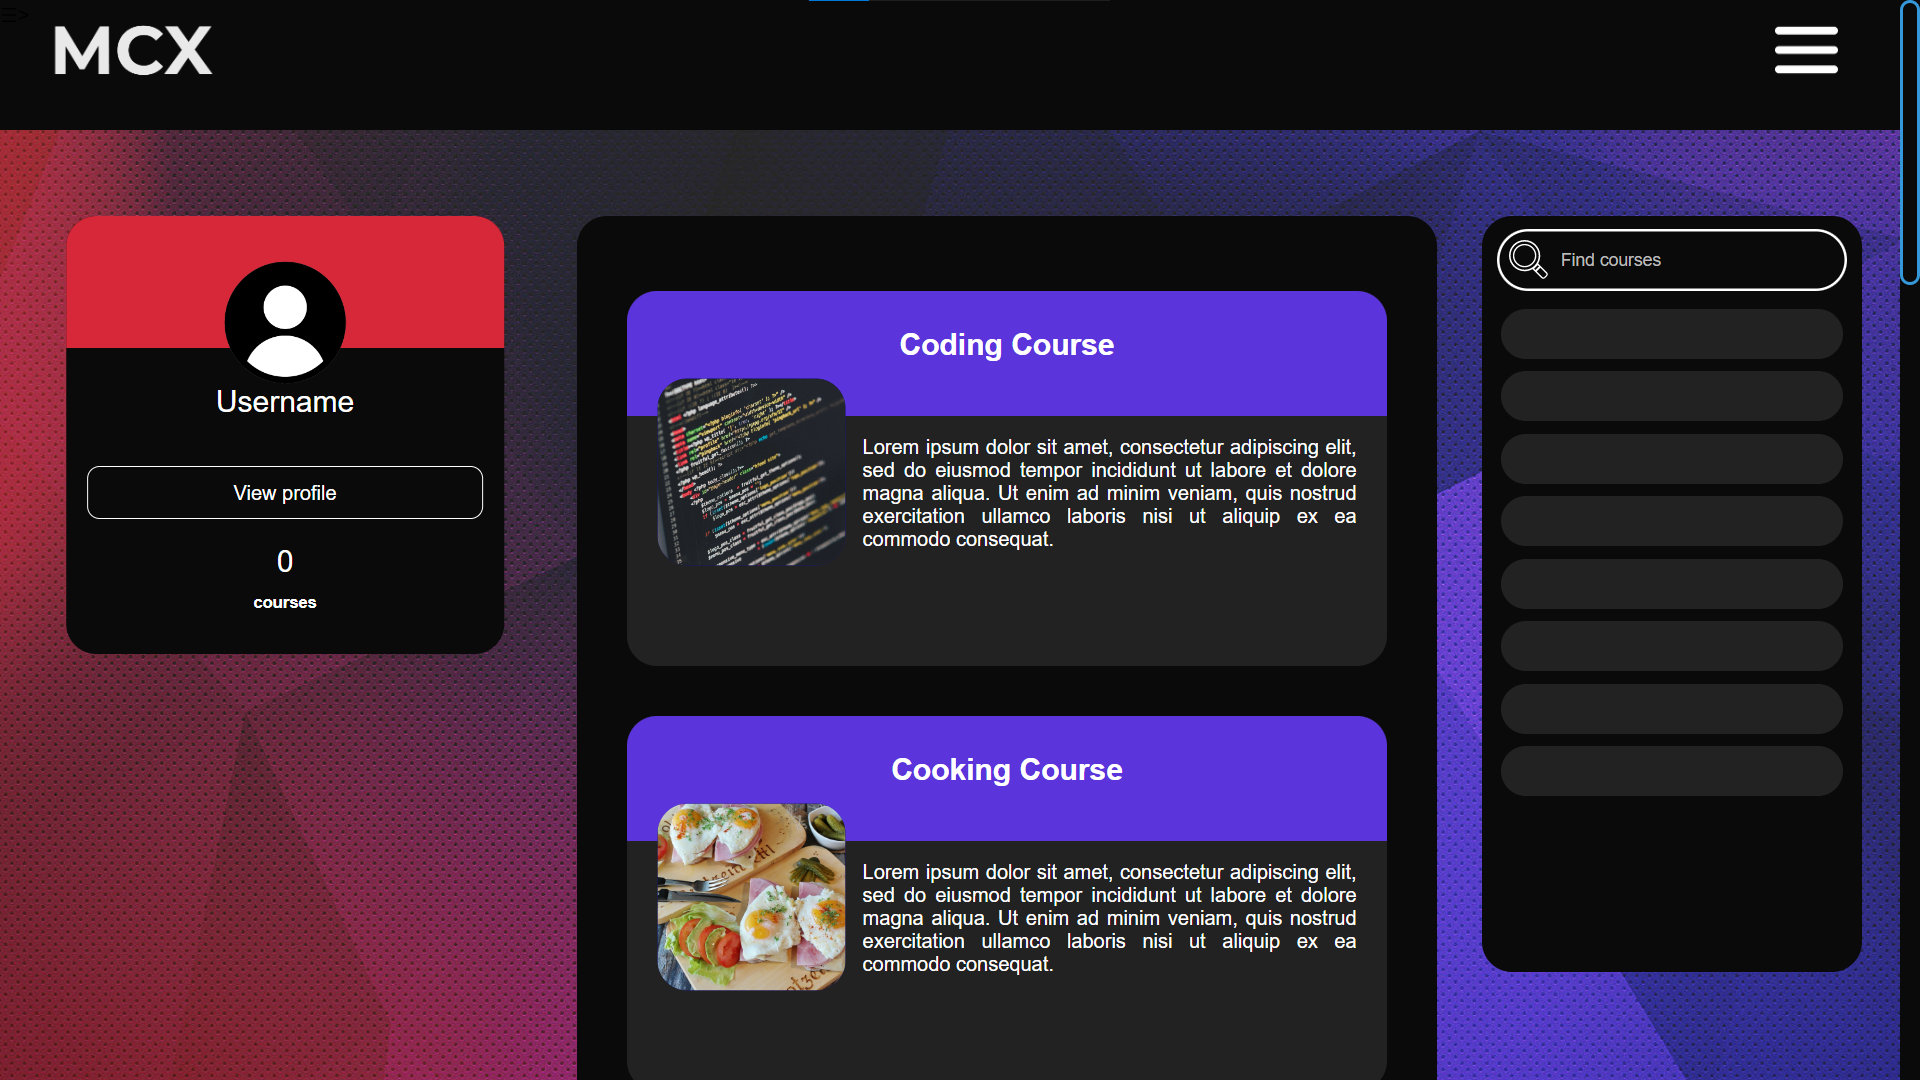 MCX
Username
View profile
0
courses
Coding Course
Lorem ipsum dolor sit amet, consectetur adipiscing elit,
sed do eiusmod tempor incididunt ut labore et dolore
magna aliqua. Ut enim ad minim veniam, quis nostrud
exercitation ullamco laboris nisi ut aliquip ex ea
commodo consequat.
Cooking Course
Lorem ipsum dolor sit amet, consectetur adipiscing elit,
sed do eiusmod tempor incididunt ut labore et dolore
magna aliqua. Ut enim ad minim veniam, quis nostrud
exercitation ullamco laboris nisi ut aliquip ex ea
commodo consequat.
Find courses